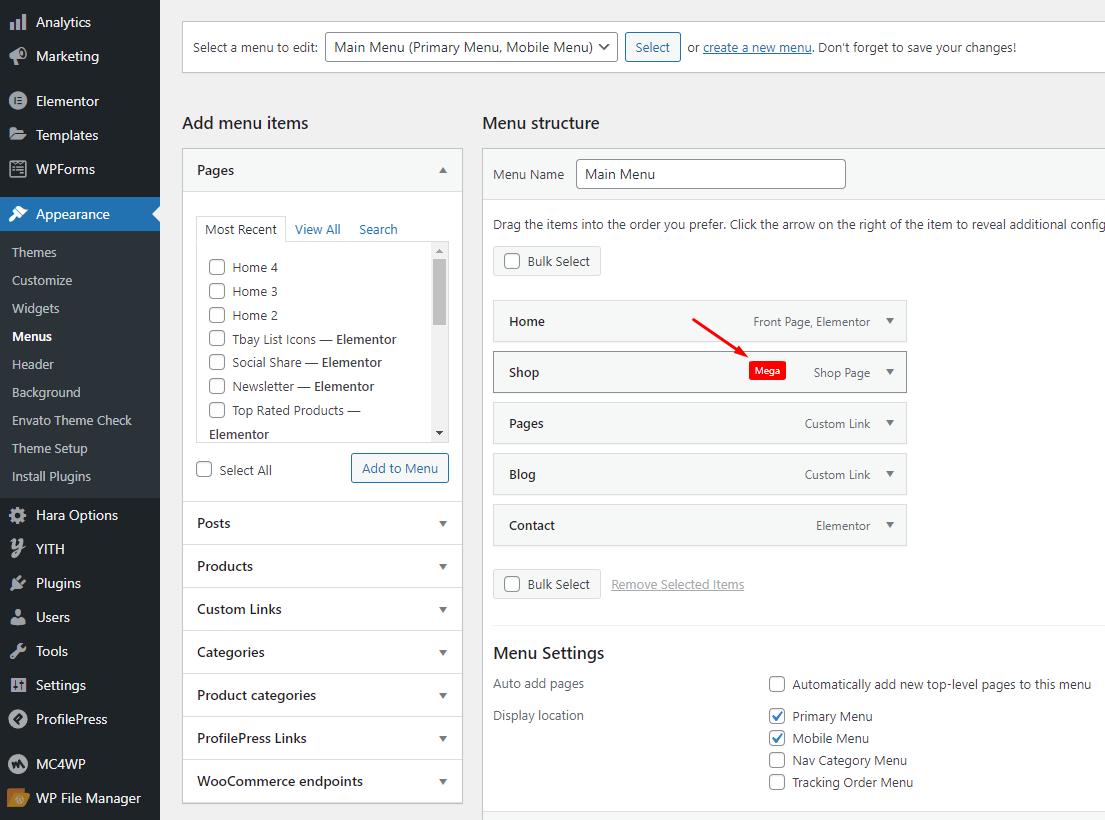 Analytics
Marketing
Elementor
Templates
WPForms
Appearance
Themes
Customize
Widgets
Menus
Header
Background
Envato Theme Check
Theme Setup
Install Plugins
Hara Options
YITH
Plugins
Users
Tools
Settings
ProfilePress
MC4WP
WP File Manager
Select a menu to edit: Main Menu (Primary Menu, Mobile Menu) Select or create a new menu. Don't forget to save your changes!
Add menu items
Pages
Most Recent View All Search
Home 4
Home 3
Home 2
Tbay List Icons — Elementor
Social Share — Elementor
Newsletter — Elementor
Top Rated Products —
Elementor
Select All Add to Menu
Posts
Products
Custom Links
Categories
Product categories
ProfilePress Links
WooCommerce endpoints
Menu structure
Menu Name Main Menu
Drag the items into the order you prefer. Click the arrow on the right of the item to reveal additional config
Bulk Select
Home Front Page, Elementor
Shop Mega Shop Page
Pages Custom Link
Blog Custom Link
Contact Elementor
Bulk Select Remove Selected Items
Menu Settings
Auto add pages Automatically add new top-level pages to this menu
Display location Primary Menu
Mobile Menu
Nav Category Menu
Tracking Order Menu